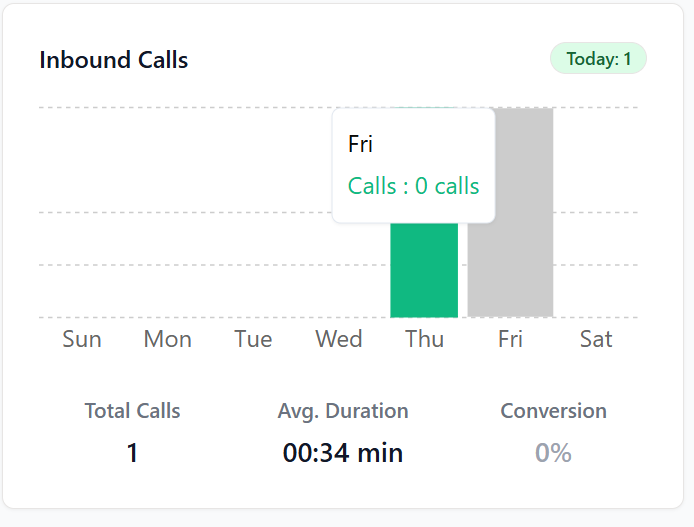 Inbound Calls
Today: 1
Fri
Calls : 0 calls
Sun Mon Tue Wed Thu Fri Sat
Total Calls Avg. Duration Conversion
1 00:34 min 0%